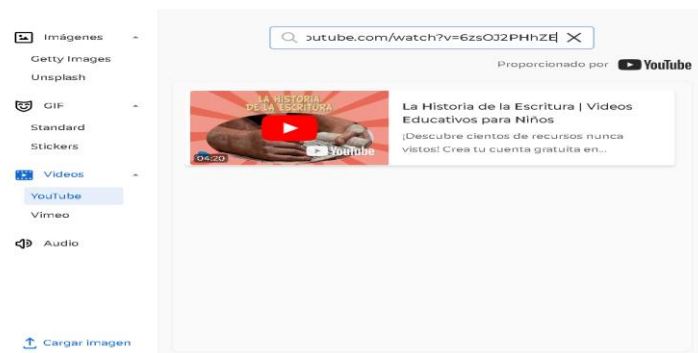 Imágenes
Getty Images
Unsplash
GIF
Standard
Stickers
Videos
YouTube
Vimeo
Audio
Cargar imagen
outube.com/watch?v=6zsOJ2PHhZE
Proporcionado por YouTube
LA HISTORIA
DE LA ESCRITURA
YouTube
04:20
La Historia de la Escritura | Videos
Educativos para Niños
¡Descubre cientos de recursos nunca
vistos! Crea tu cuenta gratuita en...